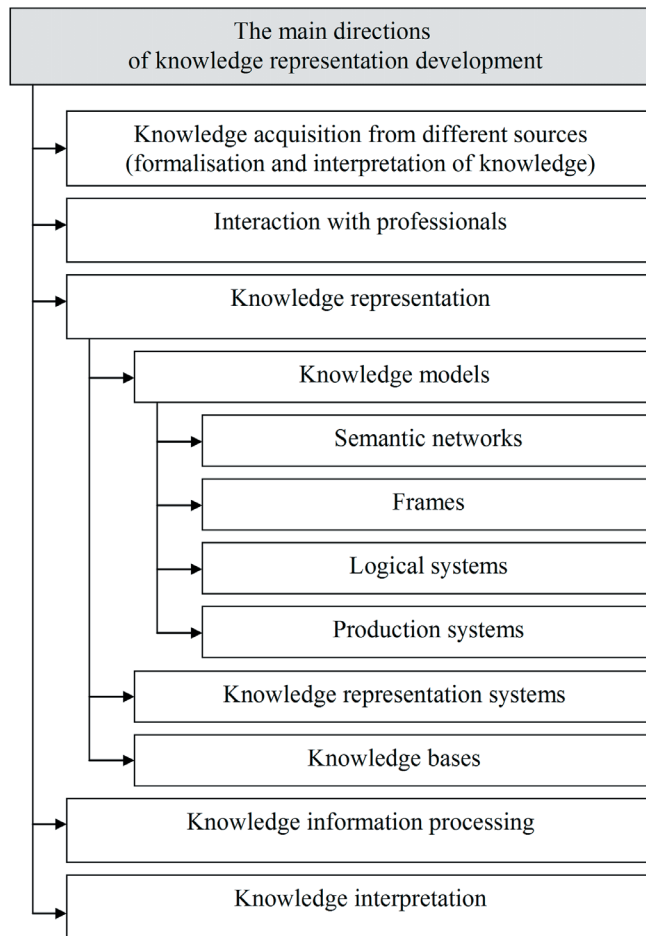 The main directions
of knowledge representation development
Knowledge acquisition from different sources
(formalisation and interpretation of knowledge)
Interaction with professionals
Knowledge representation
Knowledge models
Semantic networks
Frames
Logical systems
Production systems
Knowledge representation systems
Knowledge bases
Knowledge information processing
Knowledge interpretation